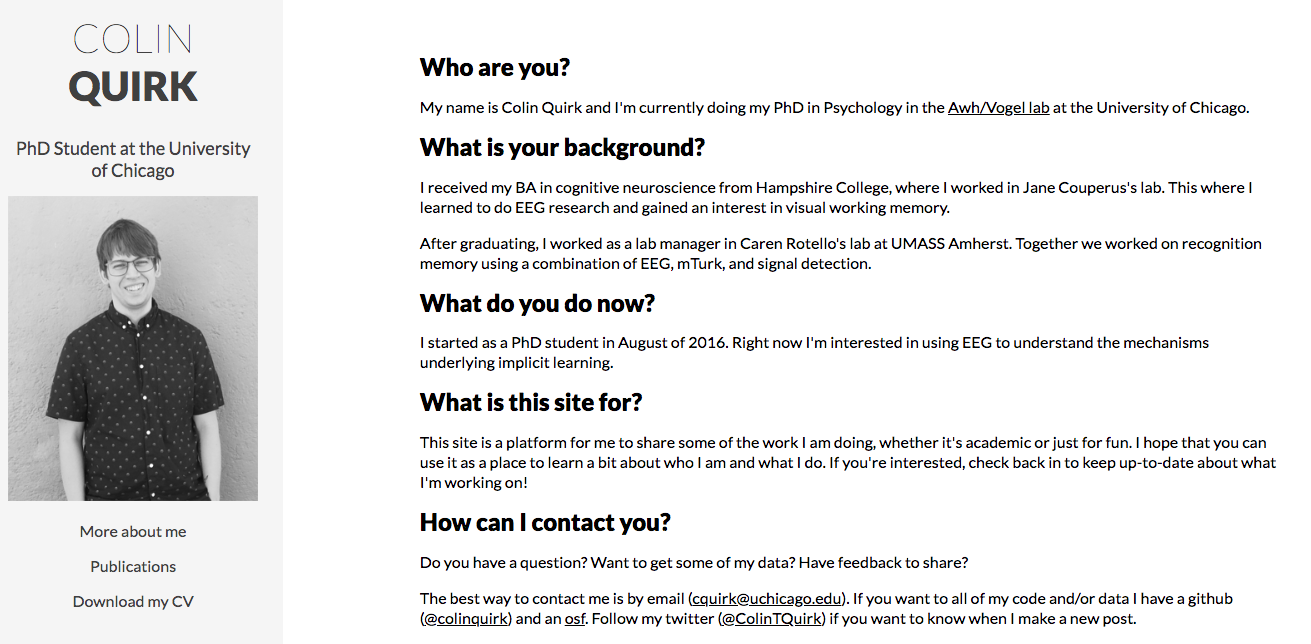 COLIN
QUIRK
PhD Student at the University
of Chicago
More about me
Publications
Download my CV
Who are you?
My name is Colin Quirk and I'm currently doing my PhD in Psychology in the Awh/Vogel lab at the University of Chicago.
What is your background?
I received my BA in cognitive neuroscience from Hampshire College, where I worked in Jane Couperus's lab. This where I
learned to do EEG research and gained an interest in visual working memory.
After graduating, I worked as a lab manager in Caren Rotello's lab at UMASS Amherst. Together we worked on recognition
memory using a combination of EEG, mTurk, and signal detection.
What do you do now?
I started as a PhD student in August of 2016. Right now I'm interested in using EEG to understand the mechanisms
underlying implicit learning.
What is this site for?
This site is a platform for me to share some of the work I am doing, whether it's academic or just for fun. I hope that you can
use it as a place to learn a bit about who I am and what I do. If you're interested, check back in to keep up-to-date about what
I'm working on!
How can I contact you?
Do you have a question? Want to get some of my data? Have feedback to share?
The best way to contact me is by email (cquirk@uchicago.edu). If you want to all of my code and/or data I have a github
(@colinquirk) and an osf. Follow my twitter (@ColinTQuirk) if you want to know when I make a new post.